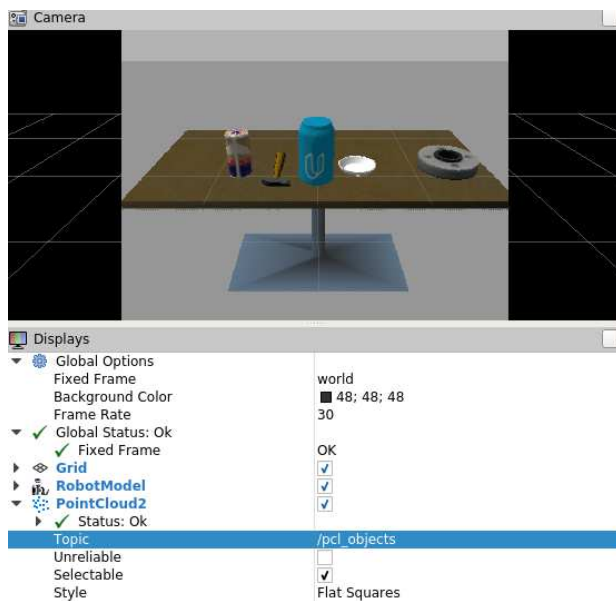 Camera
Displays
Global Options
Fixed Frame world
Background Color 48; 48; 48
Frame Rate 30
Global Status: Ok
Fixed Frame OK
Grid
RobotModel
PointCloud2
Status: Ok
Topic /pcl_objects
Unreliable
Selectable
Style Flat Squares